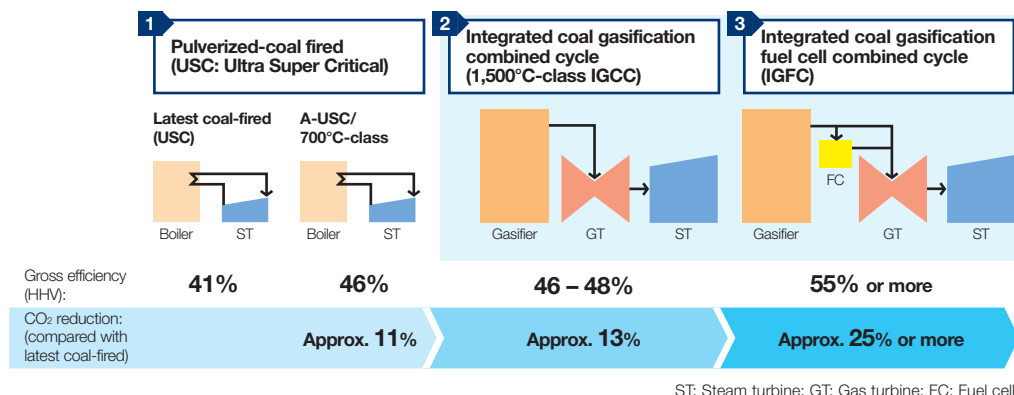 1
Pulverized-coal fired
(USC: Ultra Super Critical)
2
Integrated coal gasification
combined cycle
(1,500°C-class IGCC)
3
Integrated coal gasification
fuel cell combined cycle
(IGFC)
Latest coal-fired
(USC)
A-USC/
700°C-class
FC
Boiler ST
Boiler ST
Gasifier GT ST
Gasifier GT ST
Gross efficiency
(HHV):
41% 46% 46 – 48% 55% or more
CO₂ reduction:
(compared with
latest coal-fired)
Approx. 11% Approx. 13% Approx. 25% or more
ST: Steam turbine; GT: Gas turbine; FC: Fuel cell